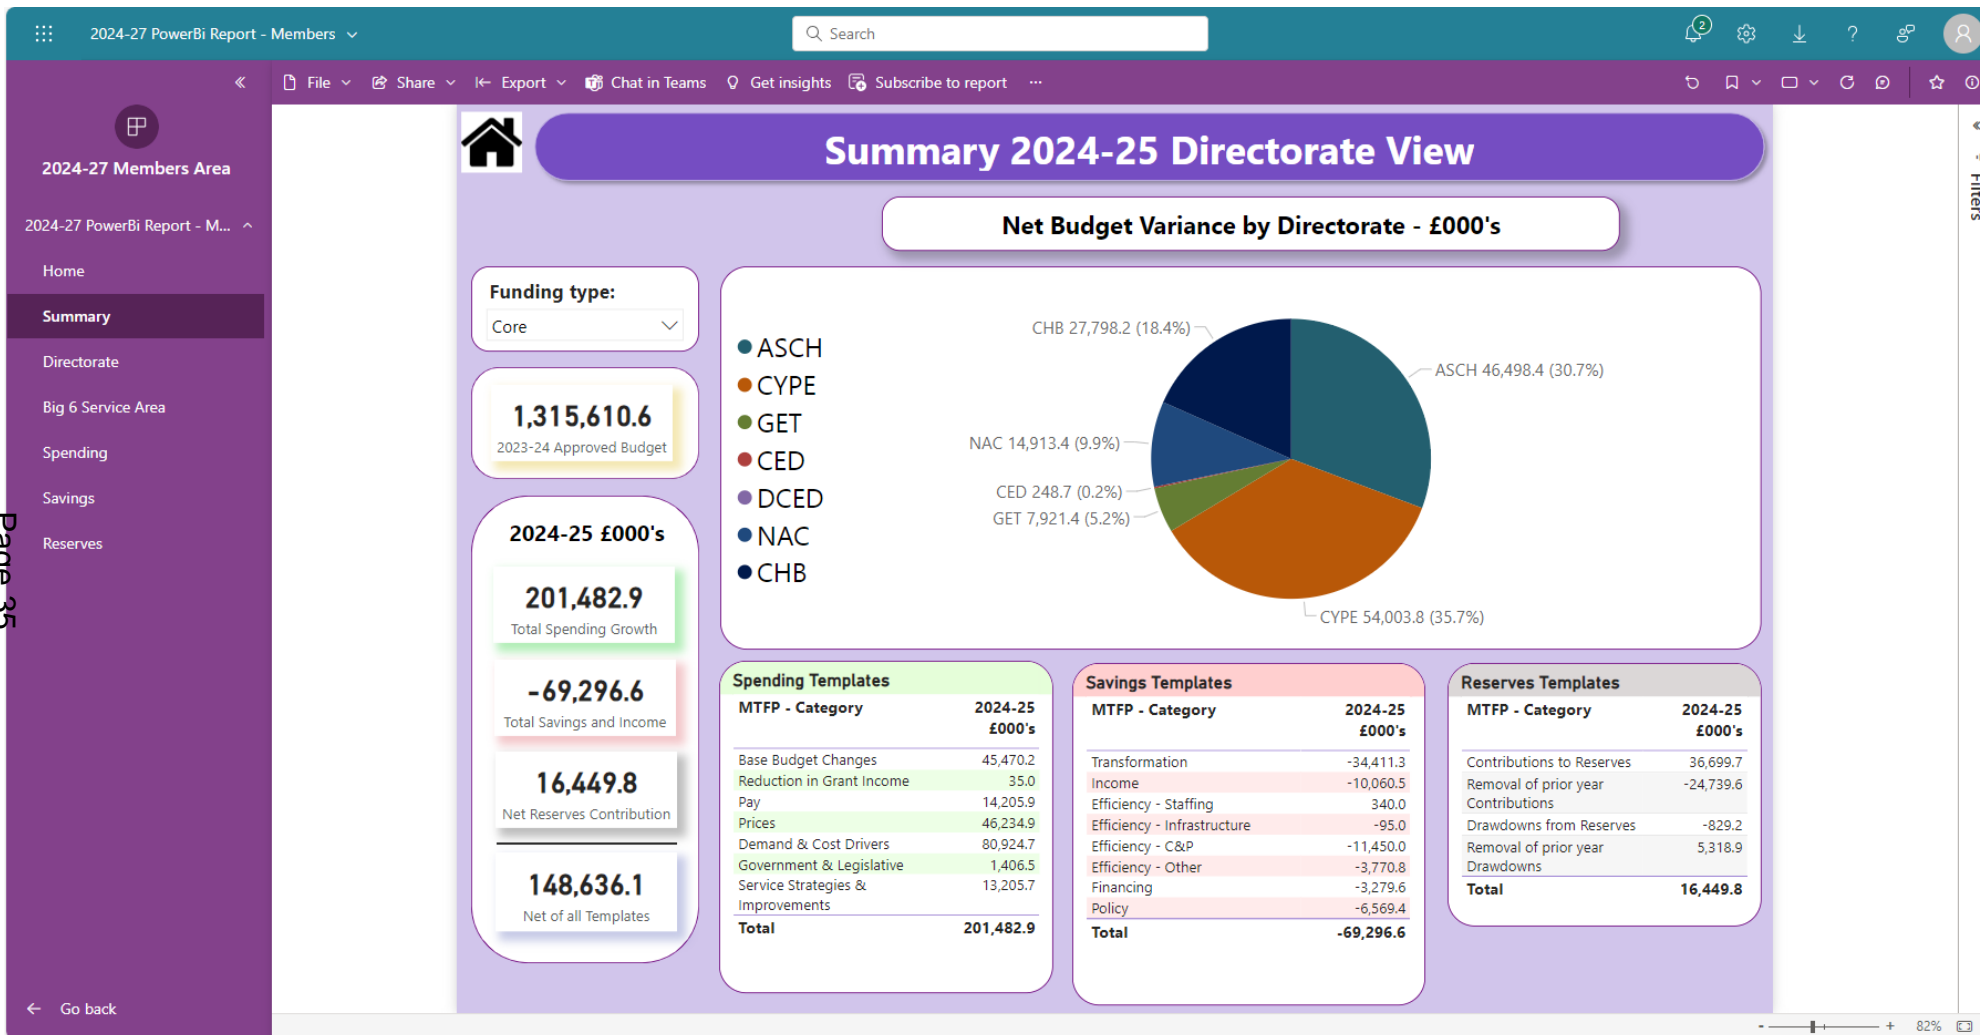 2024-27 PowerBi Report - Members
Search
2
File
Share
Export
Chat in Teams
Get insights
Subscribe to report
2024-27 Members Area
2024-27 PowerBi Report - M...
Home
Summary
Directorate
Big 6 Service Area
Spending
Savings
Reserves
Go back
Page 35
Filters
Summary 2024-25 Directorate View
Net Budget Variance by Directorate - £000's
Funding type:
Core
1,315,610.6
2023-24 Approved Budget
2024-25 £000's
201,482.9
Total Spending Growth
-69,296.6
Total Savings and Income
16,449.8
Net Reserves Contribution
148,636.1
Net of all Templates
ASCH
CYPE
GET
CED
DCED
NAC
CHB
CHB 27,798.2 (18.4%)
ASCH 46,498.4 (30.7%)
NAC 14,913.4 (9.9%)
CED 248.7 (0.2%)
GET 7,921.4 (5.2%)
CYPE 54,003.8 (35.7%)
Spending Templates
MTFP - Category 2024-25
£000's
Base Budget Changes 45,470.2
Reduction in Grant Income 35.0
Pay 14,205.9
Prices 46,234.9
Demand & Cost Drivers 80,924.7
Government & Legislative 1,406.5
Service Strategies & 13,205.7
Improvements
Total 201,482.9
Savings Templates
MTFP - Category 2024-25
£000's
Transformation -34,411.3
Income -10,060.5
Efficiency - Staffing 340.0
Efficiency - Infrastructure -95.0
Efficiency - C&P -11,450.0
Efficiency - Other -3,770.8
Financing -3,279.6
Policy -6,569.4
Total -69,296.6
Reserves Templates
MTFP - Category 2024-25
£000's
Contributions to Reserves 36,699.7
Removal of prior year -24,739.6
Contributions
Drawdowns from Reserves -829.2
Removal of prior year 5,318.9
Drawdowns
Total 16,449.8
82%